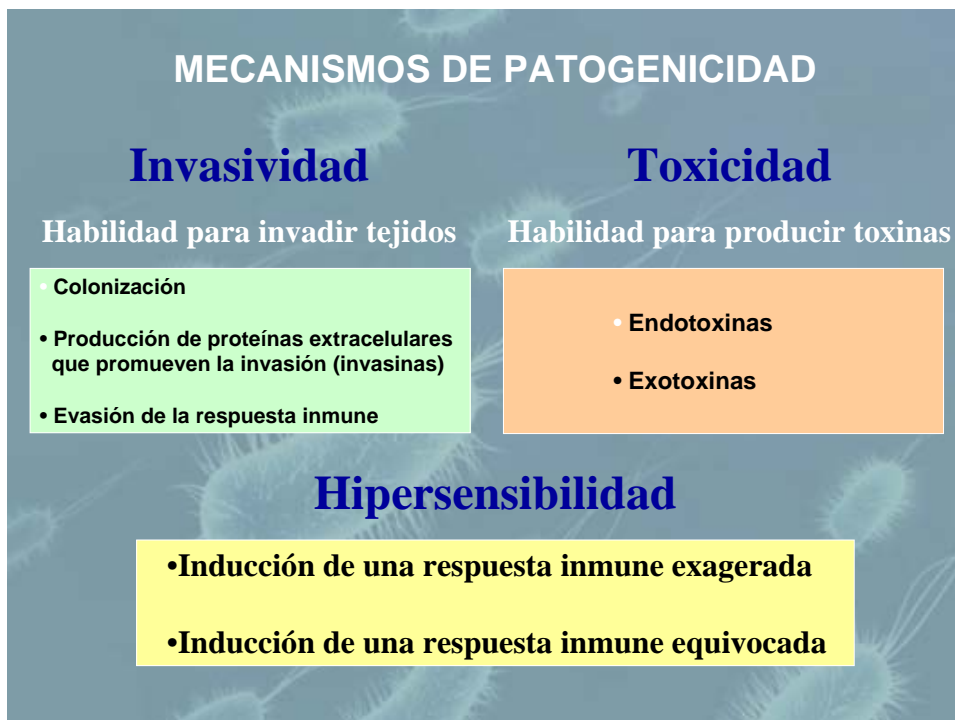 MECANISMOS DE PATOGENICIDAD
Invasividad
Habilidad para invadir tejidos
• Colonización
• Producción de proteínas extracelulares
que promueven la invasión (invasinas)
• Evasión de la respuesta inmune
Toxicidad
Habilidad para producir toxinas
• Endotoxinas
• Exotoxinas
Hipersensibilidad
•Inducción de una respuesta inmune exagerada
•Inducción de una respuesta inmune equivocada